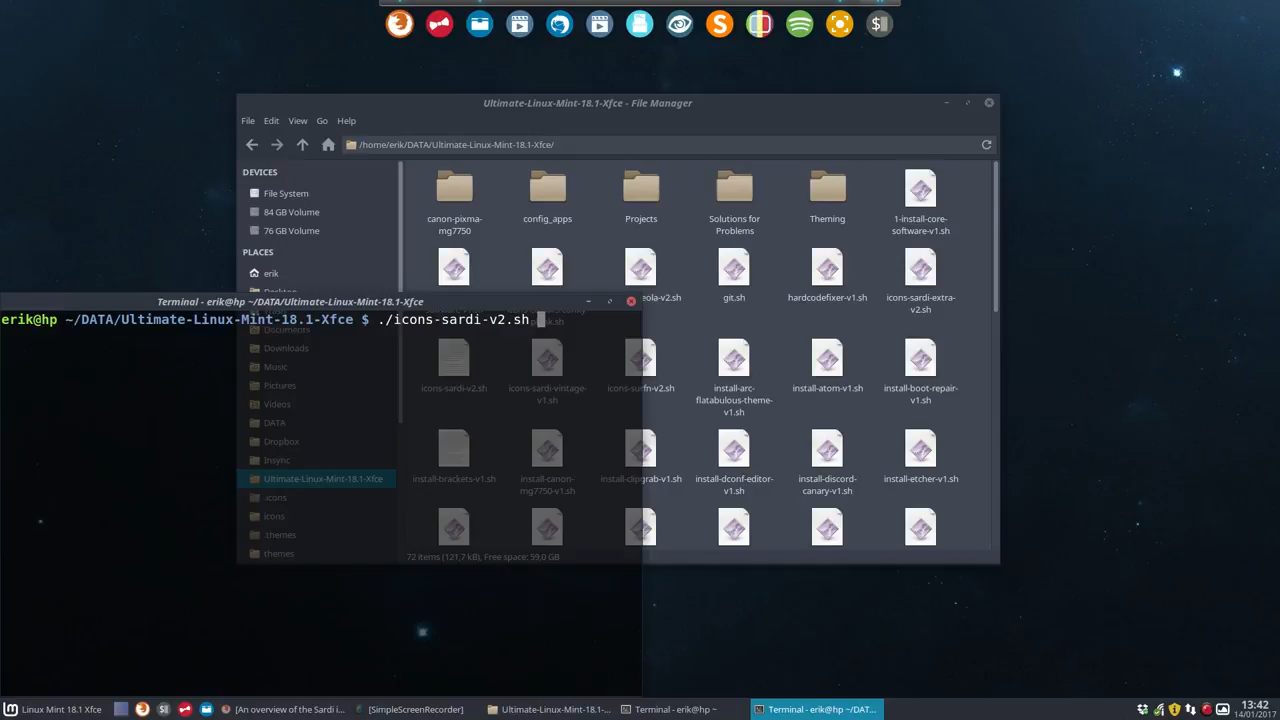 Ultimate-Linux-Mint-18.1-Xfce - File Manager
File Edit View Go Help
/home/erik/DATA/Ultimate-Linux-Mint-18.1-Xfce/
DEVICES
File System
84 GB Volume
76 GB Volume
PLACES
erik
Desktop
canon-pixma-
mg7750
config_apps
Projects
Solutions for
Problems
Theming
1-install-core-
software-v1.sh
eola-v2.sh
git.sh
hardcodefixer-v1.sh
icons-sardi-extra-
v2.sh
Terminal - erik@hp ~/DATA/Ultimate-Linux-Mint-18.1-Xfce
erik@hp ~/DATA/Ultimate-Linux-Mint-18.1-Xfce $ ./icons-sardi-v2.sh
Documents
Downloads
Music
Pictures
Videos
DATA
Dropbox
Insync
Ultimate-Linux-Mint-18.1-Xfce
.icons
icons
.themes
themes
icons-sardi-v2.sh
icons-sardi-vintage-
v1.sh
icons-surfn-v2.sh
install-arc-
flatabulous-theme-
v1.sh
install-atom-v1.sh
install-boot-repair-
v1.sh
install-brackets-v1.sh
install-canon-
mg7750-v1.sh
install-clipgrab-v1.sh
install-dconf-editor-
v1.sh
install-discord-
canary-v1.sh
install-etcher-v1.sh
72 items (121,7 kB), Free space: 59,0 GB
Linux Mint 18.1 Xfce
[An overview of the Sardi i...
[SimpleScreenRecorder]
Ultimate-Linux-Mint-18.1-...
Terminal - erik@hp ~
Terminal - erik@hp ~/DAT...
13:42
14/01/2017